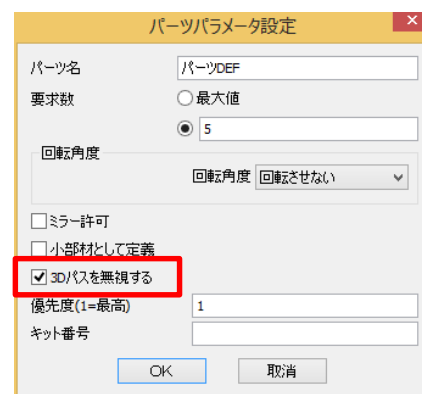 パーツパラメータ設定
パーツ名 パーツDEF
要求数 最大値
5
回転角度
回転角度 回転させない
ミラー許可
小部材として定義
3Dパスを無視する
優先度(1=最高) 1
キット番号
OK 取消